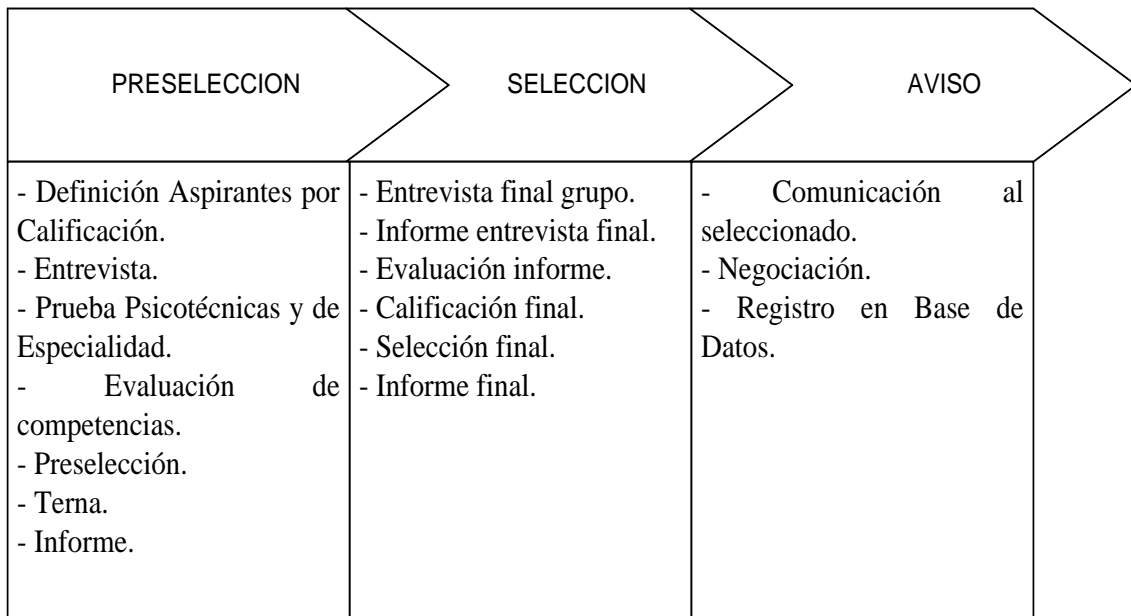 PRESELECCION
SELECCION
AVISO
- Definición Aspirantes por
Calificación.
- Entrevista.
- Prueba Psicotécnicas y de
Especialidad.
- Evaluación de
competencias.
- Preselección.
- Terna.
- Informe.
- Entrevista final grupo.
- Informe entrevista final.
- Evaluación informe.
- Calificación final.
- Selección final.
- Informe final.
- Comunicación al
seleccionado.
- Negociación.
- Registro en Base de
Datos.